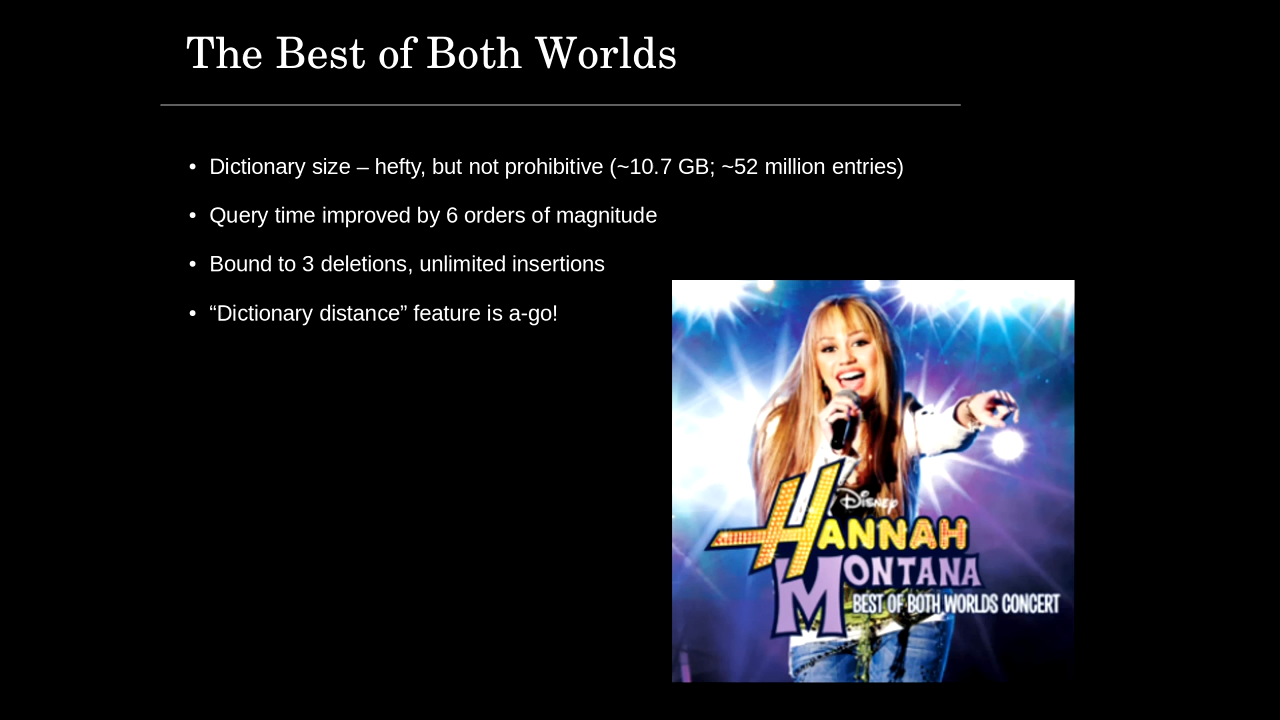 The Best of Both Worlds
• Dictionary size – hefty, but not prohibitive (~10.7 GB; ~52 million entries)
• Query time improved by 6 orders of magnitude
• Bound to 3 deletions, unlimited insertions
• “Dictionary distance” feature is a-go!
Disney
HANNAH
MONTANA
BEST OF BOTH WORLDS CONCERT